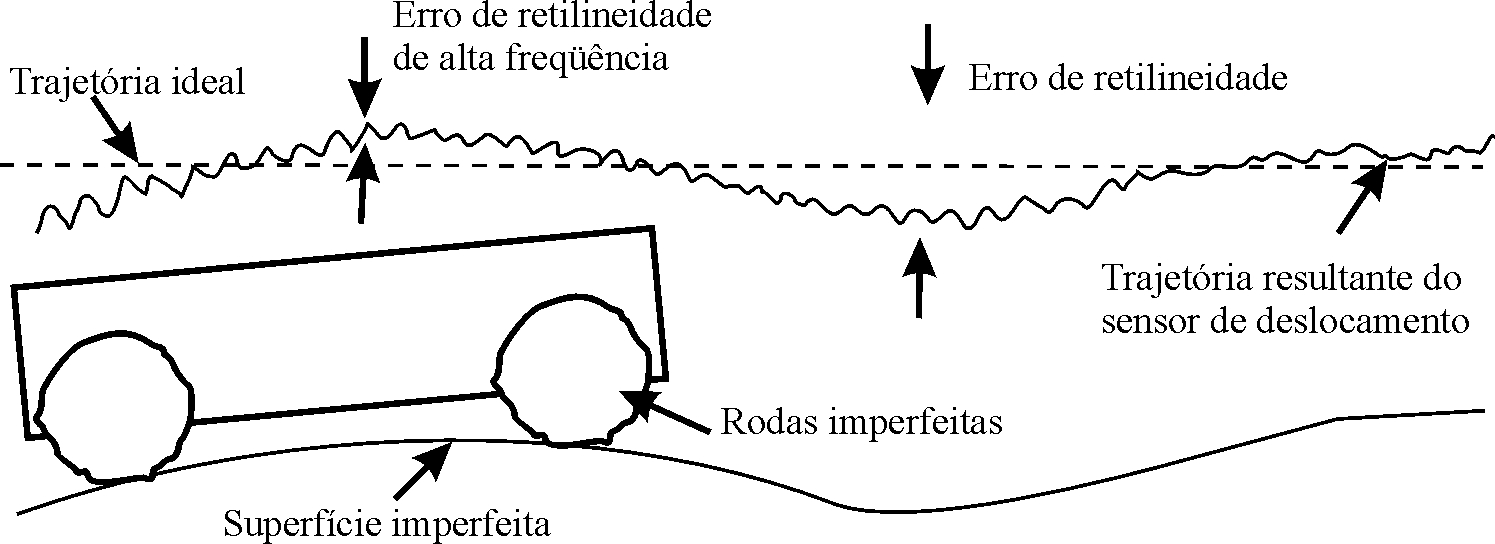 Erro de retilineidade
de alta freqüência
Trajetória ideal
Erro de retilineidade
Trajetória resultante do
sensor de deslocamento
Rodas imperfeitas
Superfície imperfeita